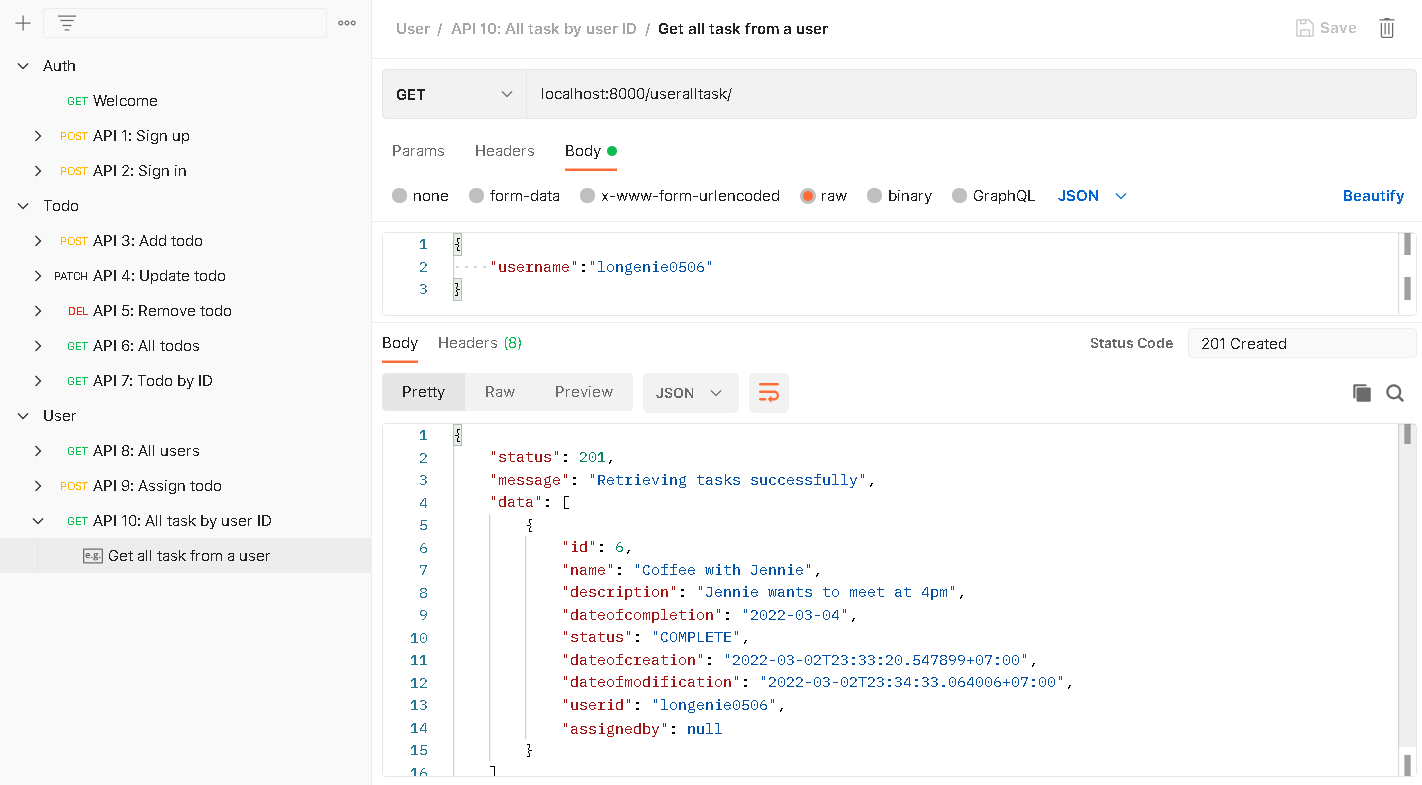 Auth
GET Welcome
POST API 1: Sign up
POST API 2: Sign in
Todo
POST API 3: Add todo
PATCH API 4: Update todo
DEL API 5: Remove todo
GET API 6: All todos
GET API 7: Todo by ID
User
GET API 8: All users
POST API 9: Assign todo
GET API 10: All task by user ID
e.g. Get all task from a user
User / API 10: All task by user ID / Get all task from a user
Save
GET localhost:8000/useralltask/
Params Headers Body
none form-data x-www-form-urlencoded raw binary GraphQL JSON Beautify
1 {
2 "username":"longenie0506"
3 }
Body Headers (8) Status Code 201 Created
Pretty Raw Preview JSON
1 {
2 "status": 201,
3 "message": "Retrieving tasks successfully",
4 "data": [
5 {
6 "id": 6,
7 "name": "Coffee with Jennie",
8 "description": "Jennie wants to meet at 4pm",
9 "dateofcompletion": "2022-03-04",
10 "status": "COMPLETE",
11 "dateofcreation": "2022-03-02T23:33:20.547899+07:00",
12 "dateofmodification": "2022-03-02T23:34:33.064006+07:00",
13 "userid": "longenie0506",
14 "assignedby": null
15 }
16 ]